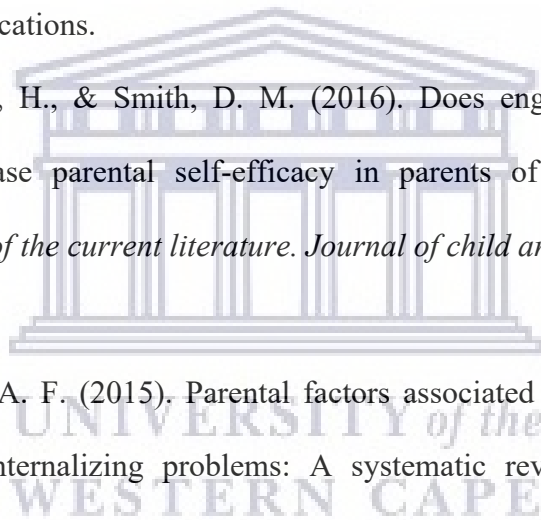 cations.
, H., & Smith, D. M. (2016). Does eng
ase parental self-efficacy in parents of
of the current literature. Journal of child an
A. F. (2015). Parental factors associated
UNIVERSITY of the
nternalizing problems: A systematic rev
WESTERN CAPE